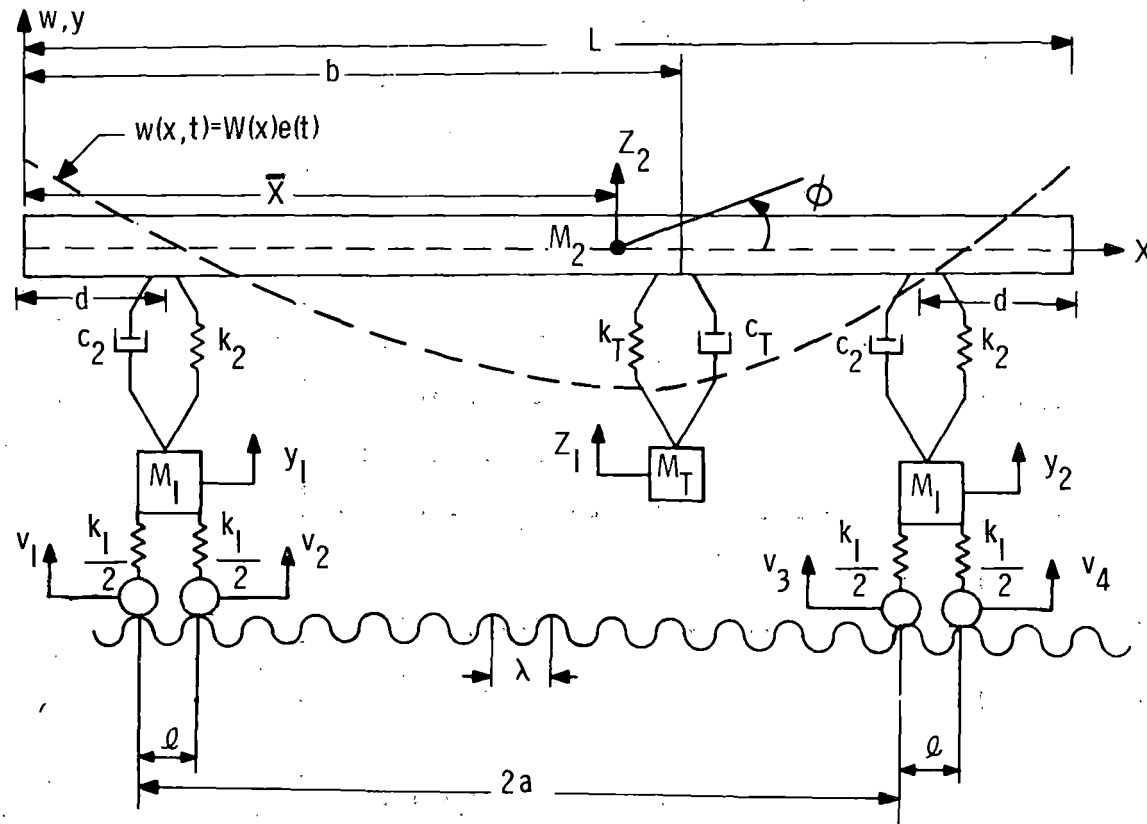 w, y
L
b
w(x, t)=W(x)e(t)
Z2
X̄
ϕ
M2
X
d
d
c2
k2
kT
cT
c2
k2
Z1
y1
M1
MT
M1
y2
v1
k1/2
k1/2
v2
v3
k1/2
k1/2
v4
λ
ℓ
ℓ
2a